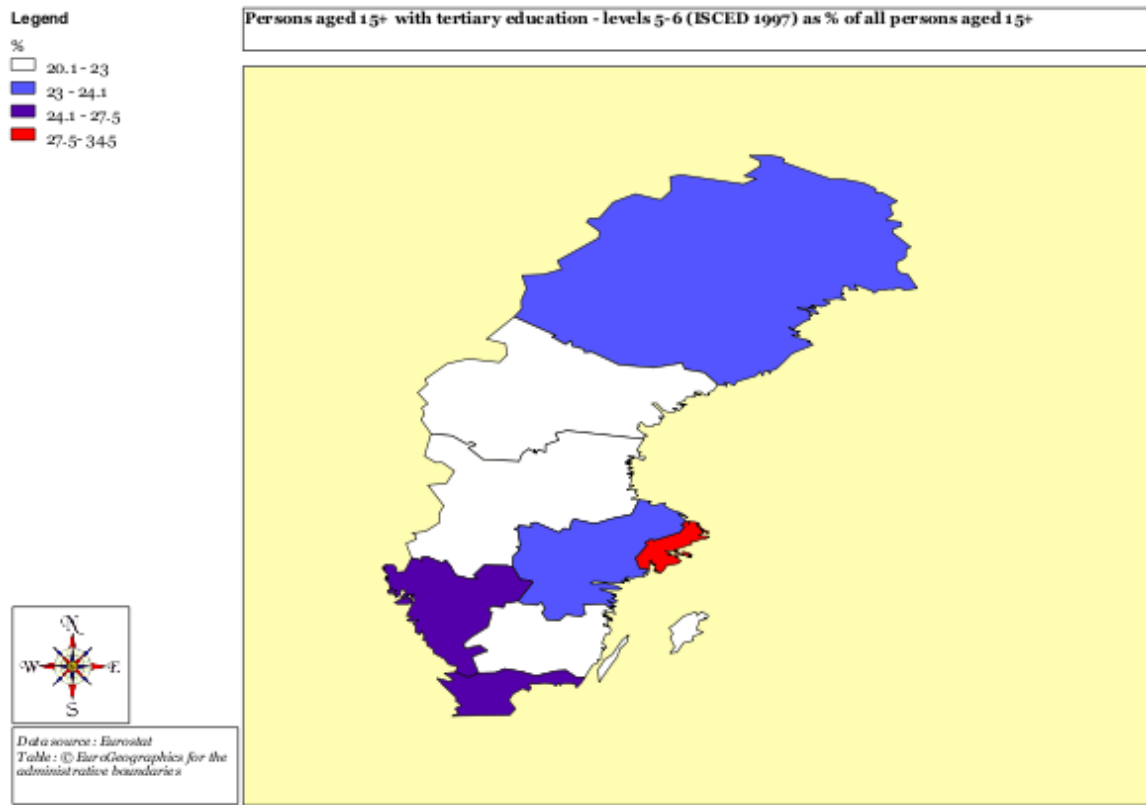 Legend
%
20.1 - 23
23 - 24.1
24.1 - 27.5
27.5 - 34.5
Persons aged 15+ with tertiary education - levels 5-6 (ISCED 1997) as % of all persons aged 15+
N
W E
S
Data source : Eurostat
Table : © EuroGeographics for the
administrative boundaries